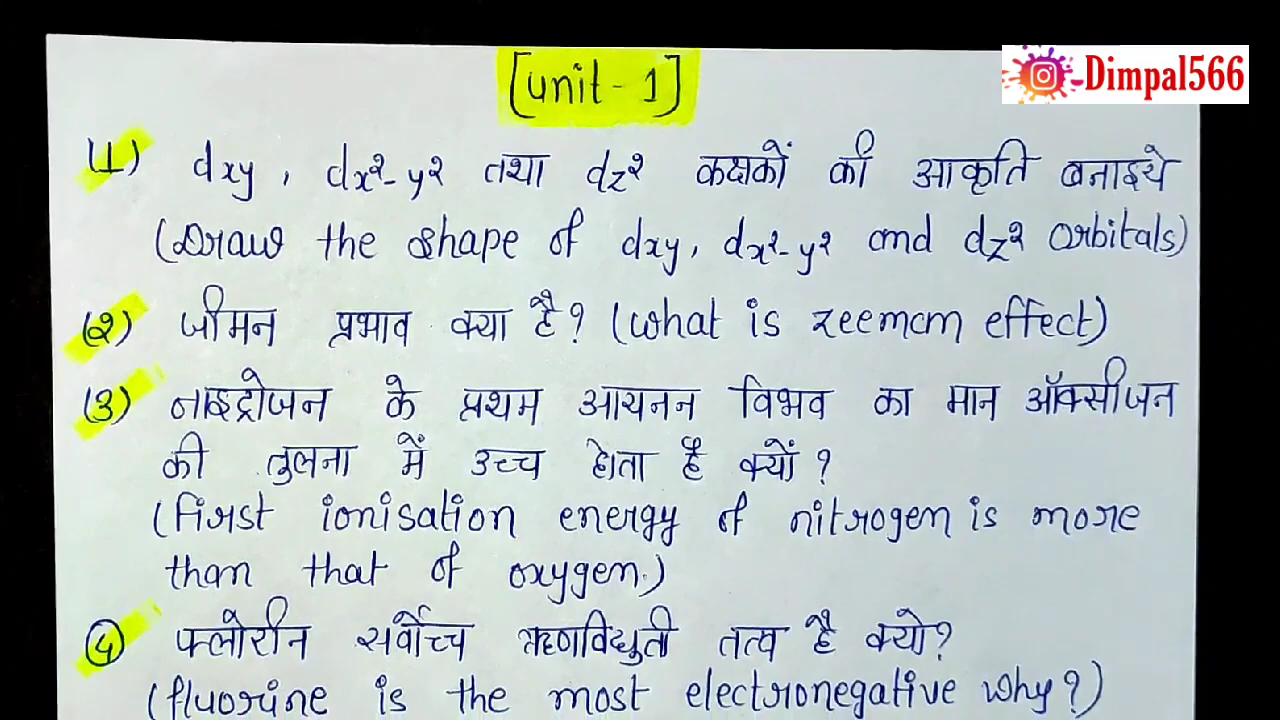 Dimpal566
[unit - 1]
(1) dxy, dx²-y² तथा dz² कक्षकों की आकृति बनाइये
(Draw the shape of dxy, dx²-y² and dz² orbitals)
(2) जीमन प्रभाव क्या है? (what is zeeman effect)
(3) नाइट्रोजन के प्रथम आयनन विभव का मान ऑक्सीजन
की तुलना में उच्च होता है क्यों?
(First ionisation energy of nitrogen is more
than that of oxygen.)
(4) फ्लोरीन सर्वोच्च ऋणविद्युती तत्व है क्यो?
(fluorine is the most electronegative why?)